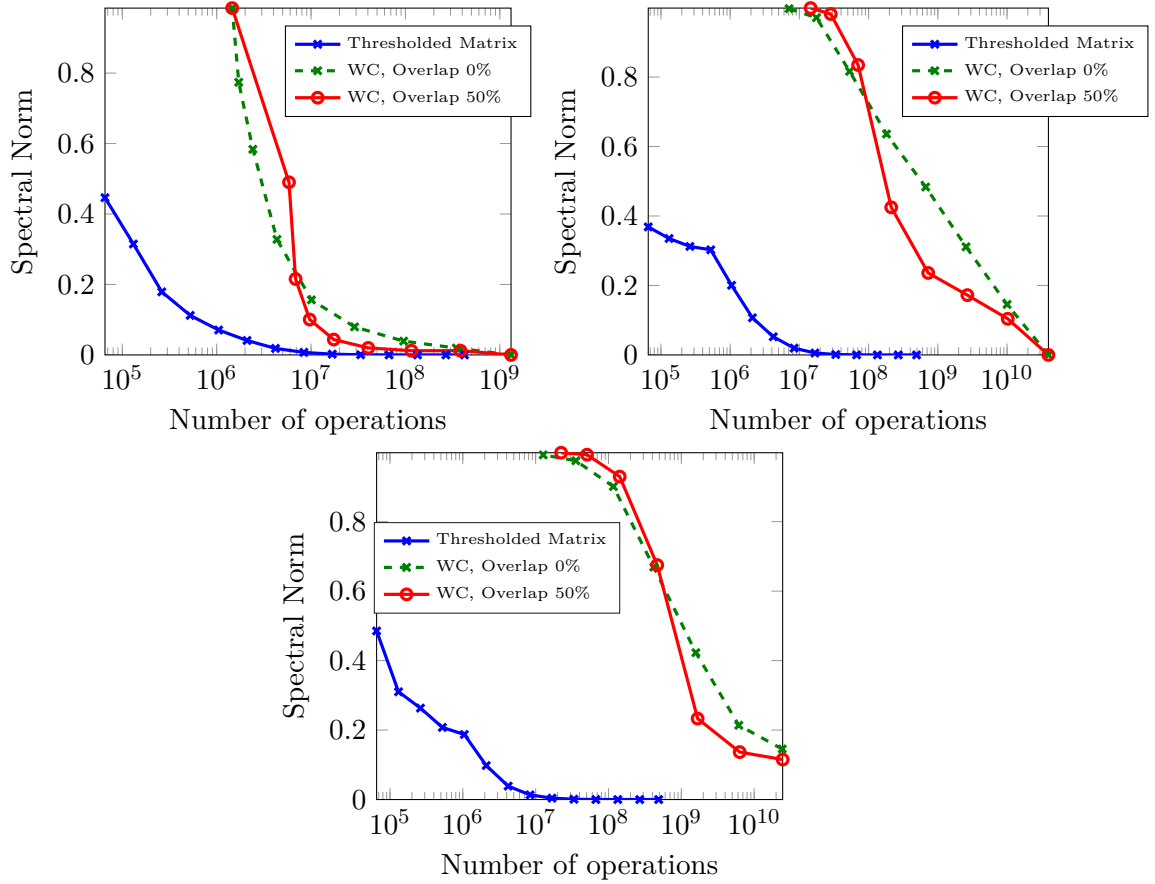 0
0.2
0.4
0.6
0.8
Spectral Norm
10^5
10^6
10^7
10^8
10^9
Number of operations
Thresholded Matrix
WC, Overlap 0%
WC, Overlap 50%
0
0.2
0.4
0.6
0.8
Spectral Norm
10^5
10^6
10^7
10^8
10^9
10^10
Number of operations
Thresholded Matrix
WC, Overlap 0%
WC, Overlap 50%
0
0.2
0.4
0.6
0.8
Spectral Norm
10^5
10^6
10^7
10^8
10^9
10^10
Number of operations
Thresholded Matrix
WC, Overlap 0%
WC, Overlap 50%